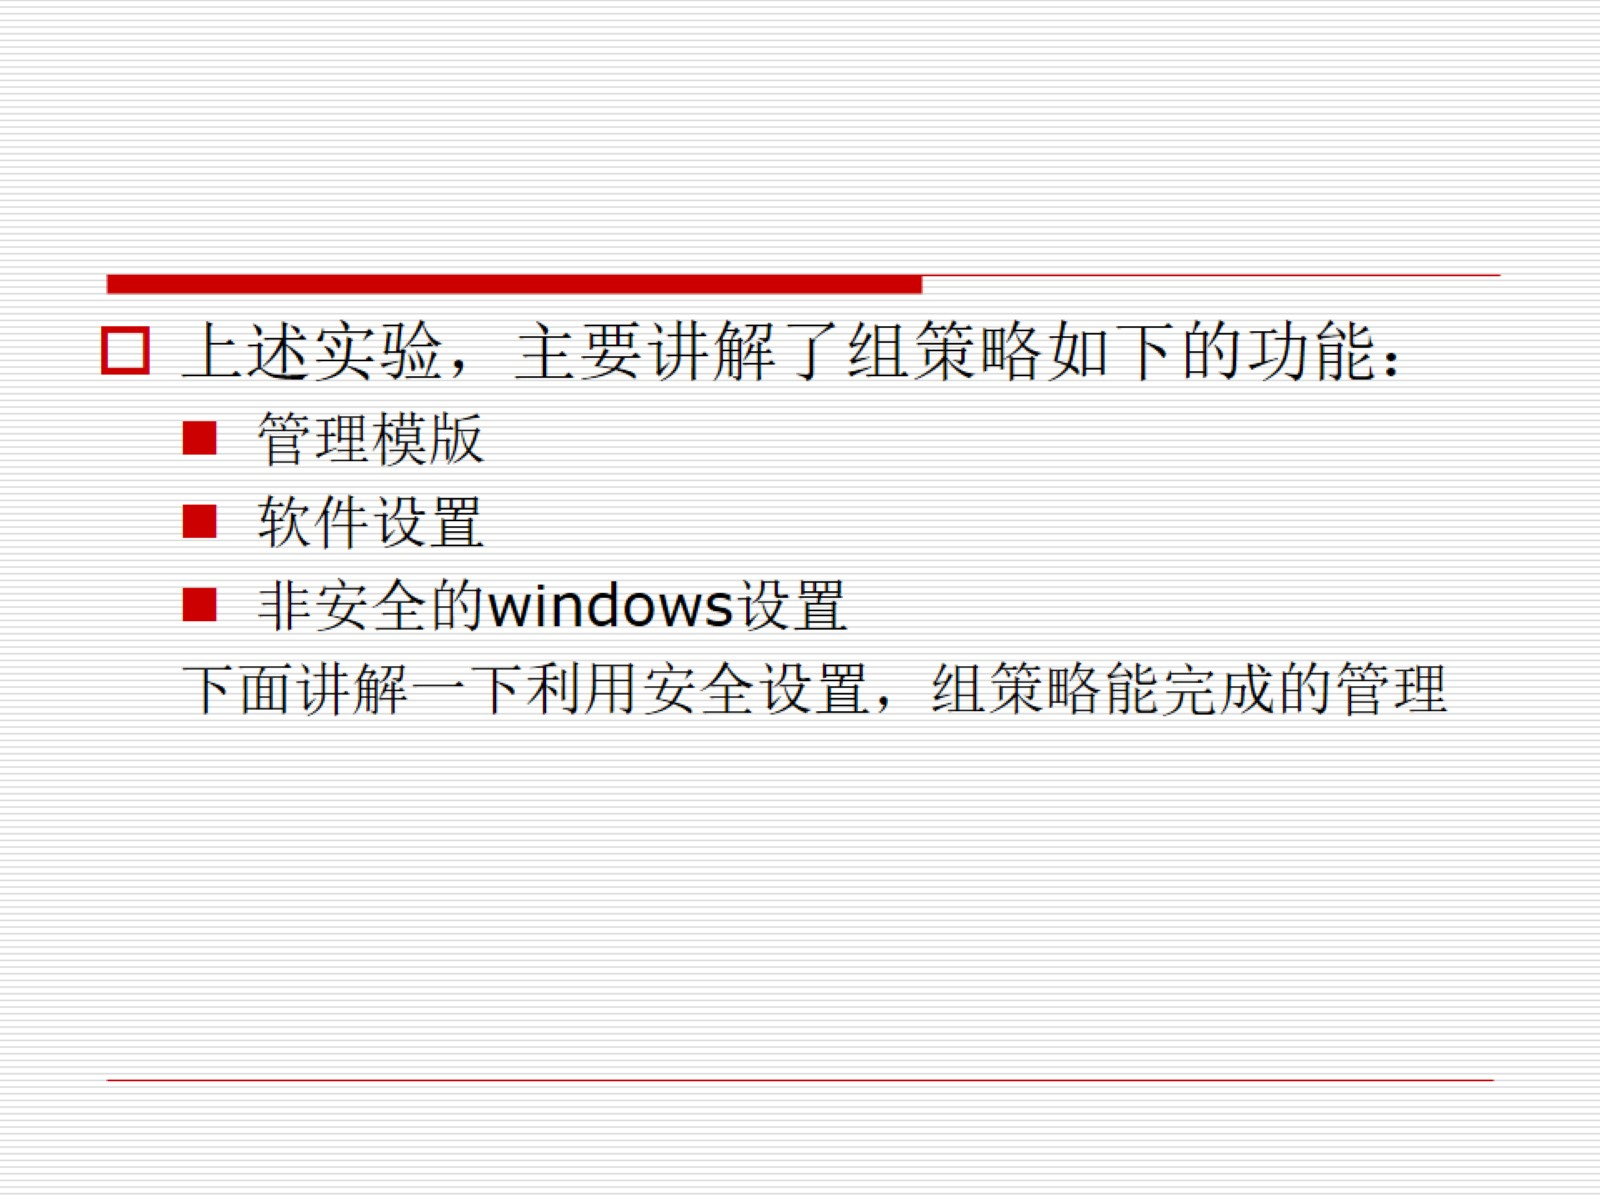 上述实验，主要讲解了组策略如下的功能：
管理模版
软件设置
非安全的windows设置
下面讲解一下利用安全设置，组策略能完成的管理